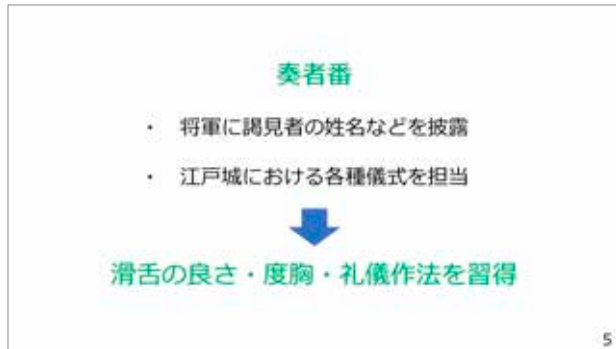 奏者番
・ 将軍に謁見者の姓名などを披露
・ 江戸城における各種儀式を担当
滑舌の良さ・度胸・礼儀作法を習得
5